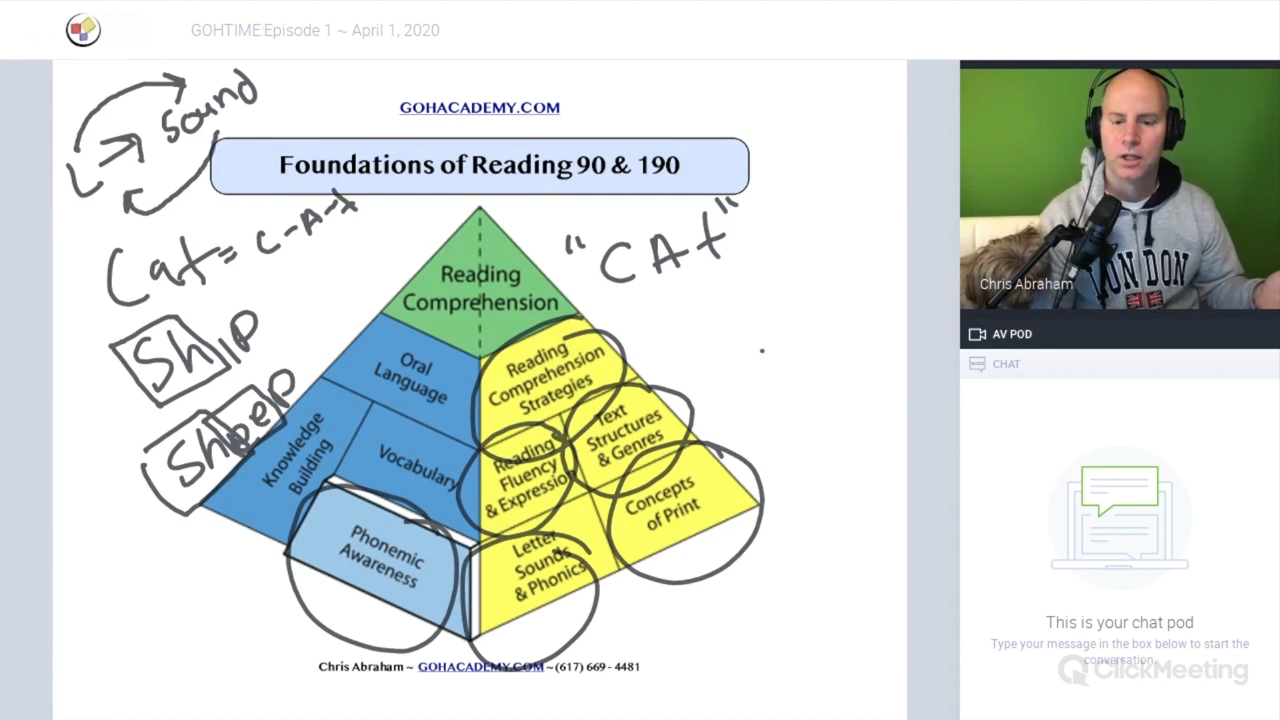 GOHTIME:Episode 1 ~ April 1, 2020
GOHACADEMY.COM
Foundations of Reading 90 & 190
L → Sound
Cat = C-A-t
"CAt"
Ship
Sheep
Reading
Comprehension
Oral
Language
Knowledge
Building
Vocabulary
Phonemic
Awareness
Reading
Comprehension
Strategies
Text
Structures
& Genres
Reading
Fluency
& Expression
Concepts
of Print
Letter
Sounds
& Phonics
Chris Abraham ~ GOHACADEMY.COM ~ (617) 669 - 4481
LONDON
Chris Abraham
AV POD
CHAT
This is your chat pod
Type your message in the box below to start the
conversation
ClickMeeting